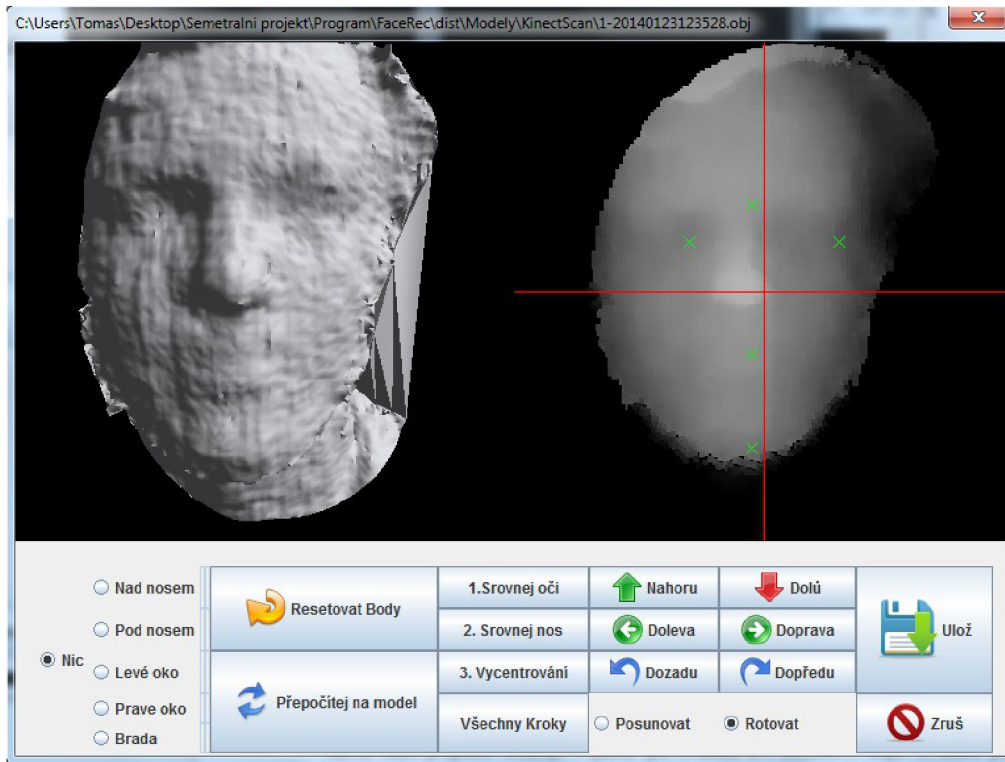 C:\Users\Tomas\Desktop\Semetralni projekt\Program\FaceRec\dist\Modely\KinectScan\1-20140123123528.obj
Nic
Nad nosem
Pod nosem
Levé oko
Prave oko
Brada
Resetovat Body
Přepočítej na model
1.Srovnej oči
2. Srovnej nos
3. Vycentrování
Všechny Kroky
Nahoru
Dolů
Doleva
Doprava
Dozadu
Dopředu
Posunovat
Rotovat
Ulož
Zruš